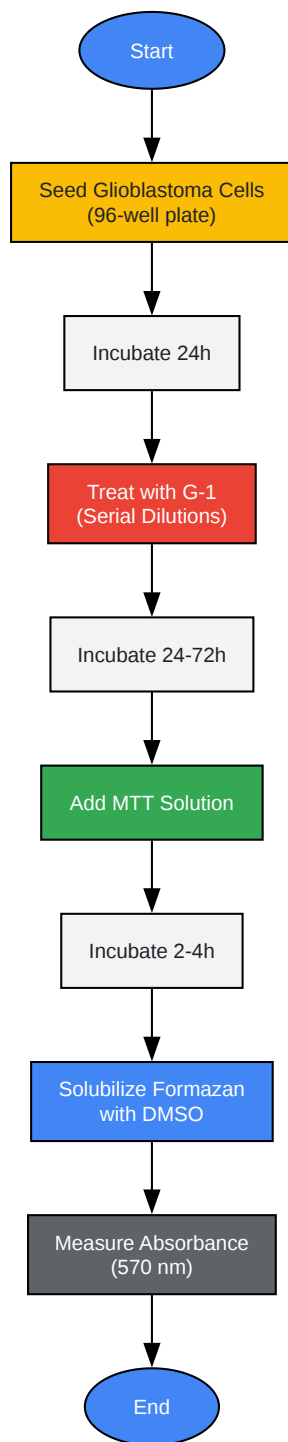 Start
Seed Glioblastoma Cells
(96-well plate)
Incubate 24h
Treat with G-1
(Serial Dilutions)
Incubate 24-72h
Add MTT Solution
Incubate 2-4h
Solubilize Formazan
with DMSO
Measure Absorbance
(570 nm)
End